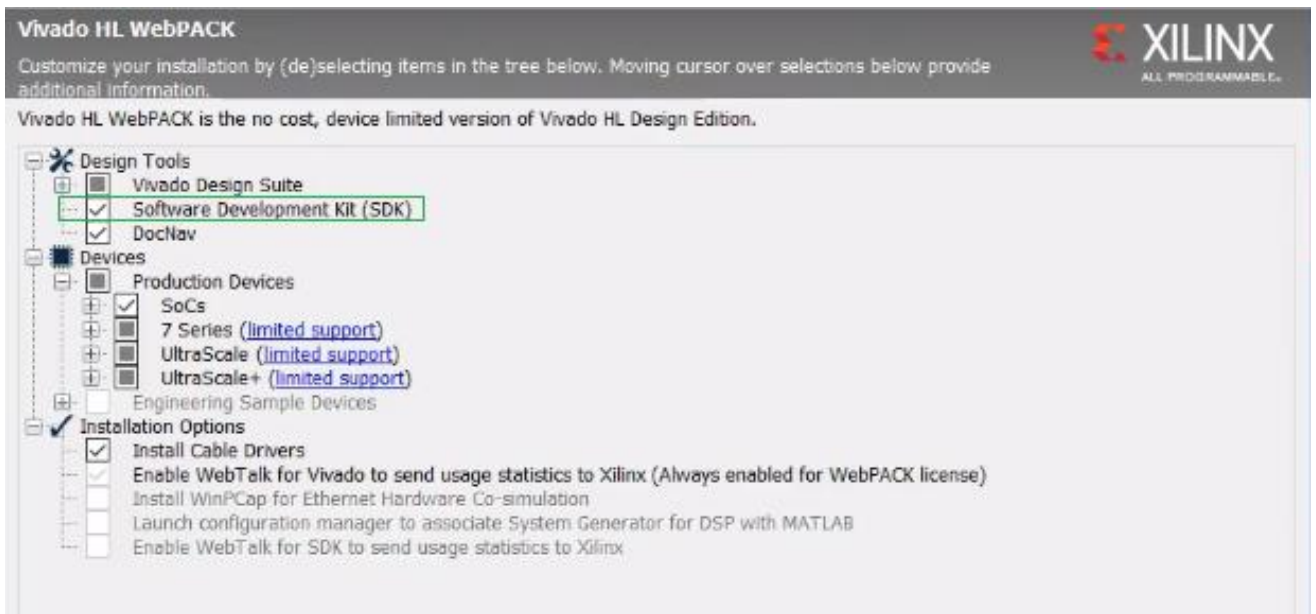 Vivado HL WebPACK
XILINX
ALL PROGRAMMABLE.
Customize your installation by (de)selecting items in the tree below. Moving cursor over selections below provide
additional information.
Vivado HL WebPACK is the no cost, device limited version of Vivado HL Design Edition.
Design Tools
Vivado Design Suite
Software Development Kit (SDK)
DocNav
Devices
Production Devices
SoCs
7 Series (limited support)
UltraScale (limited support)
UltraScale+ (limited support)
Engineering Sample Devices
Installation Options
Install Cable Drivers
Enable WebTalk for Vivado to send usage statistics to Xilinx (Always enabled for WebPACK license)
Install WinPCap for Ethernet Hardware Co-simulation
Launch configuration manager to associate System Generator for DSP with MATLAB
Enable WebTalk for SDK to send usage statistics to Xilinx